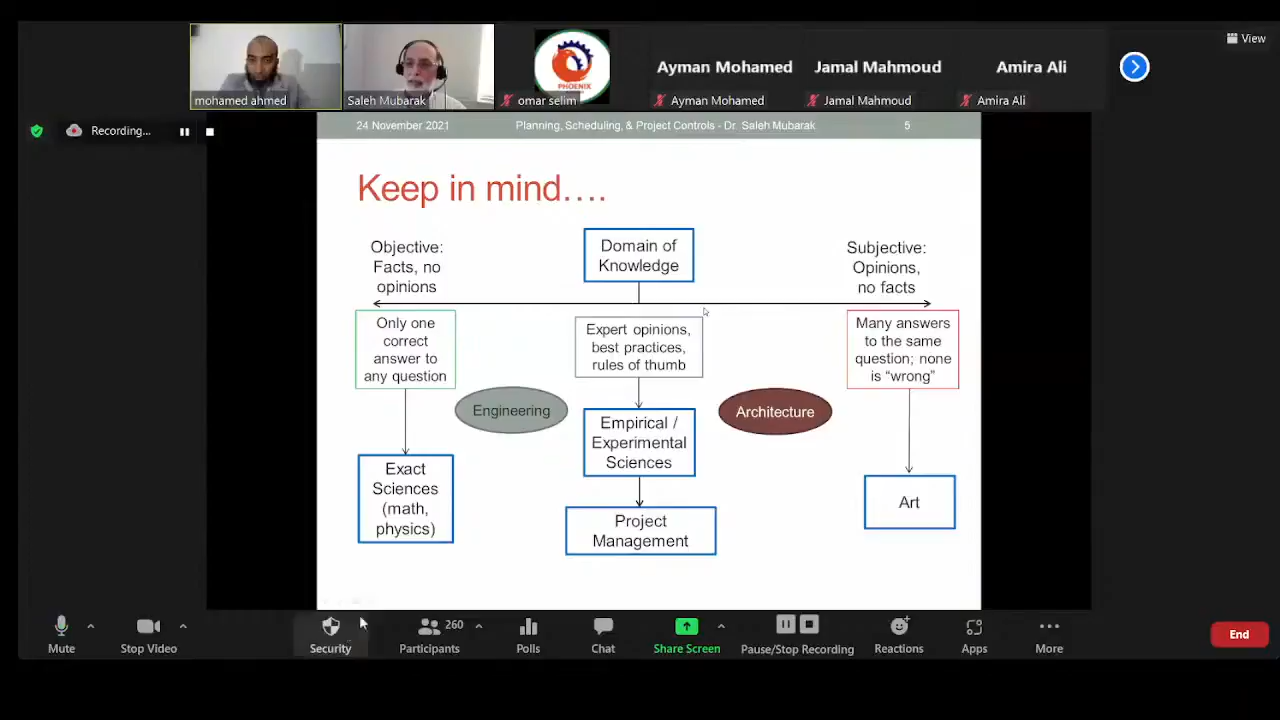 View
PHOENIX
Ayman Mohamed
Jamal Mahmoud
Amira Ali
mohamed ahmed
Saleh Mubarak
omar selim
Ayman Mohamed
Jamal Mahmoud
Amira Ali
Recording...
24 November 2021
Planning, Scheduling, & Project Controls - Dr. Saleh Mubarak
5
Keep in mind….
Objective:
Facts, no
opinions
Domain of
Knowledge
Subjective:
Opinions,
no facts
Only one
correct
answer to
any question
Expert opinions,
best practices,
rules of thumb
Many answers
to the same
question; none
is “wrong”
Engineering
Architecture
Empirical /
Experimental
Sciences
Exact
Sciences
(math,
physics)
Art
Project
Management
260
Mute
Stop Video
Security
Participants
Polls
Chat
Share Screen
Pause/Stop Recording
Reactions
Apps
More
End